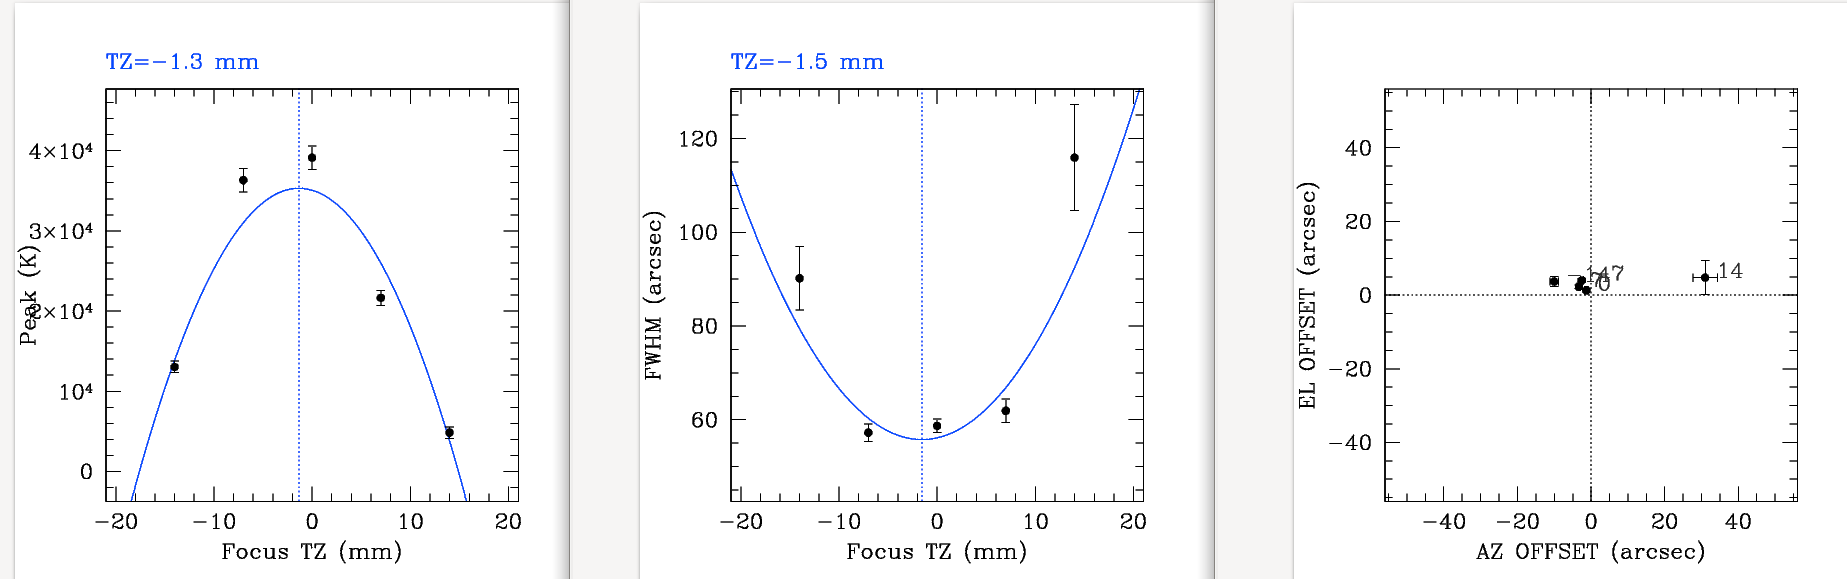 TZ=−1.3 mm
4×10⁴
3×10⁴
2×10⁴
10⁴
0
Peak (K)
−20 −10 0 10 20
Focus TZ (mm)
TZ=−1.5 mm
120
100
80
60
FWHM (arcsec)
−20 −10 0 10 20
Focus TZ (mm)
40
20
0
−20
−40
EL OFFSET (arcsec)
14
0
−40 −20 0 20 40
AZ OFFSET (arcsec)